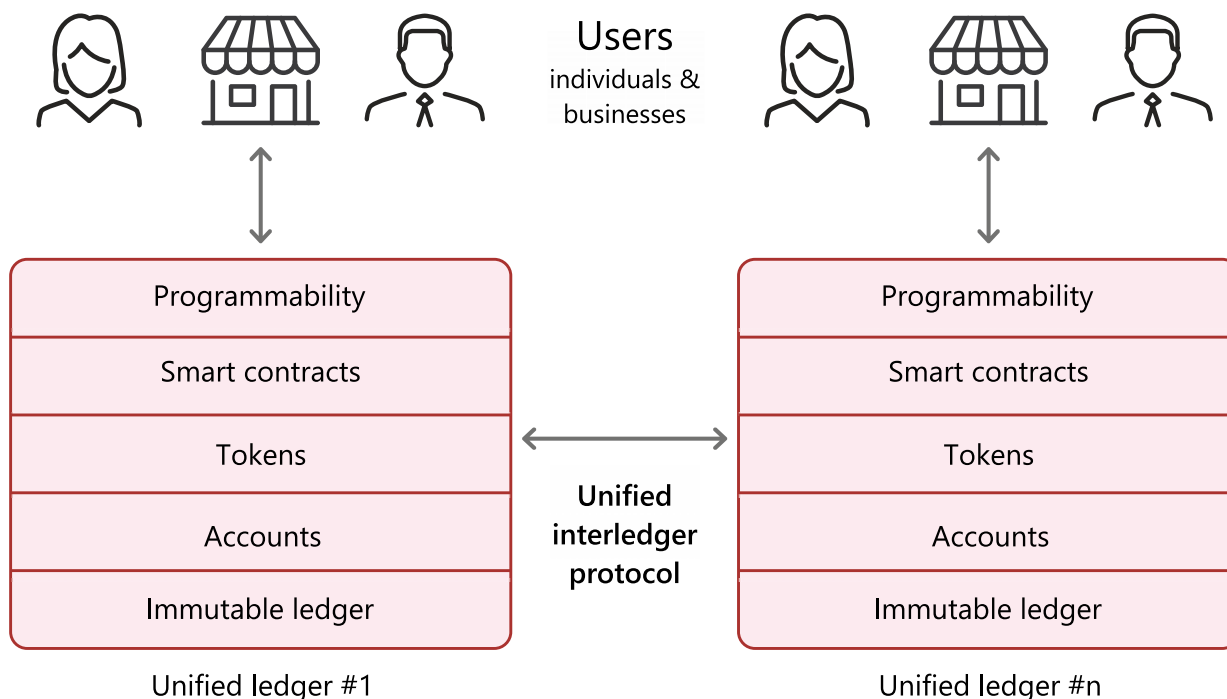 Users
individuals &
businesses
Programmability
Smart contracts
Tokens
Accounts
Immutable ledger
Unified ledger #1
Unified
interledger
protocol
Programmability
Smart contracts
Tokens
Accounts
Immutable ledger
Unified ledger #n